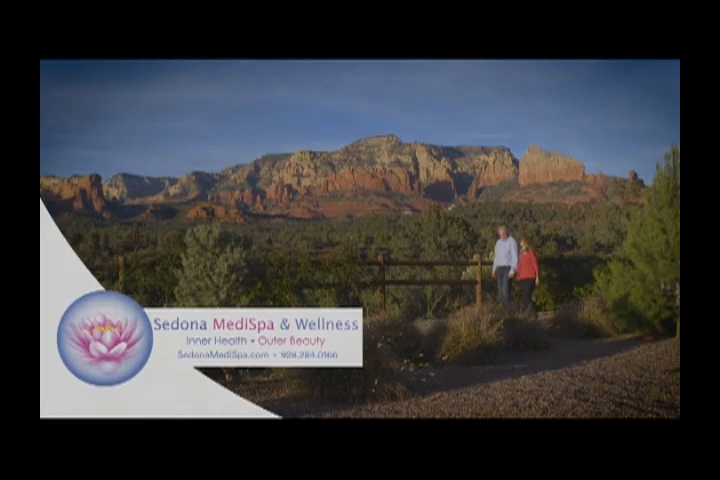 Sedona MediSpa & Wellness
Inner Health • Outer Beauty
SedonaMediSpa.com • 928.284.0166